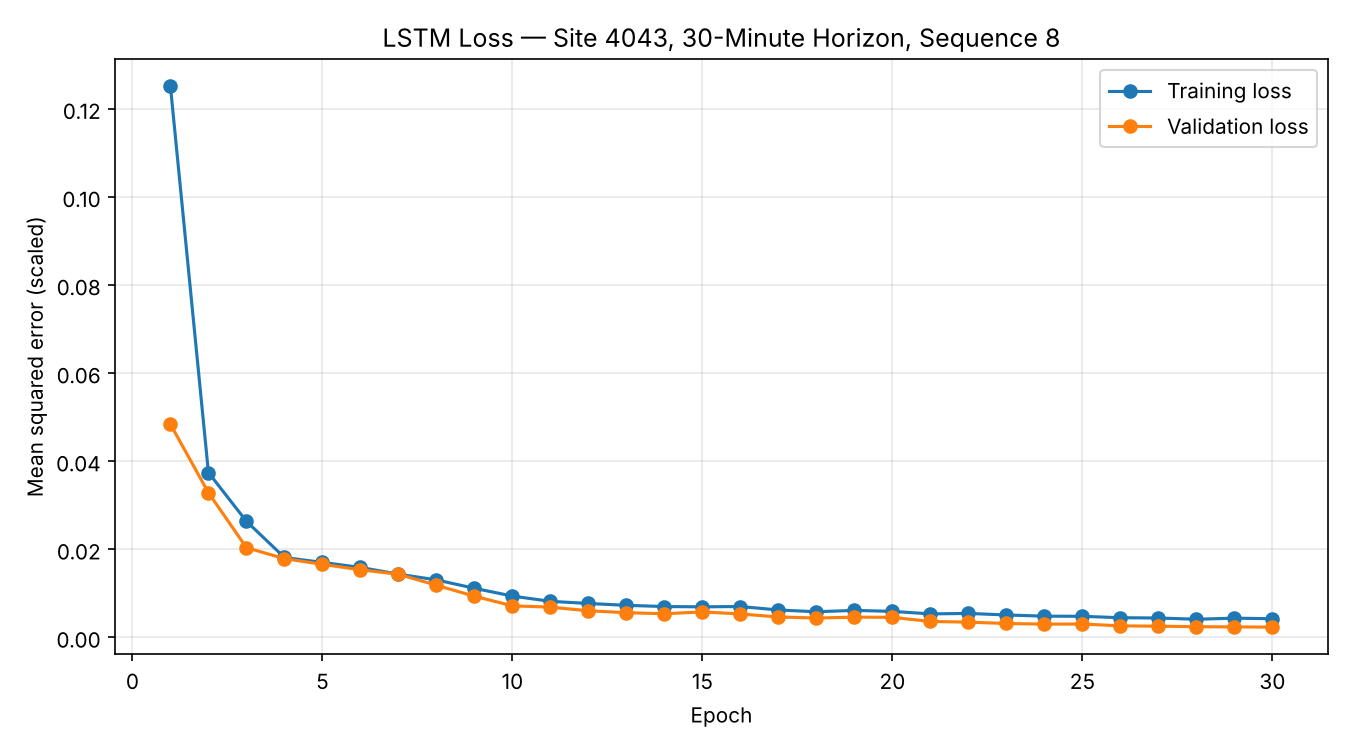 LSTM Loss — Site 4043, 30-Minute Horizon, Sequence 8
Training loss
Validation loss
Mean squared error (scaled)
0.12
0.10
0.08
0.06
0.04
0.02
0.00
0 5 10 15 20 25 30
Epoch